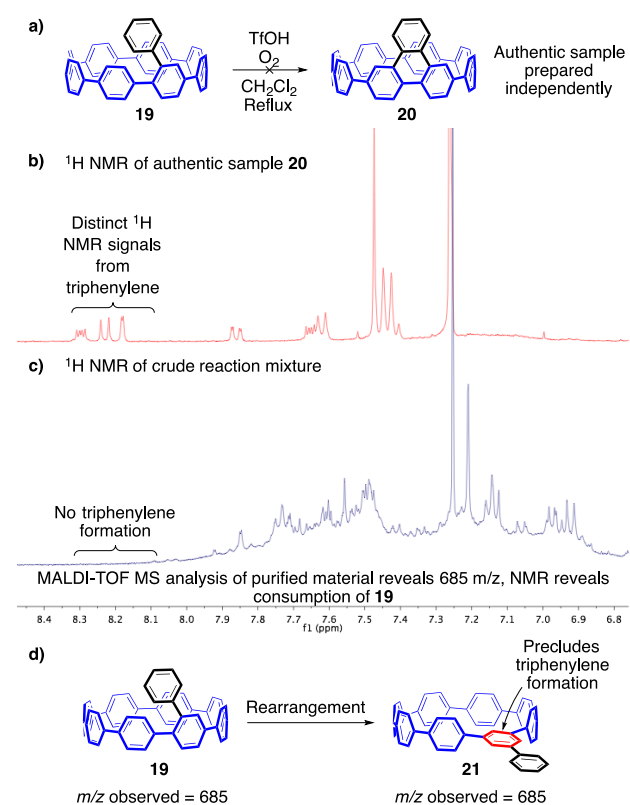 a)
TfOH
O2
CH2Cl2
Reflux
19
20
Authentic sample
prepared
independently
b) 1H NMR of authentic sample 20
Distinct 1H
NMR signals
from
triphenylene
c) 1H NMR of crude reaction mixture
No triphenylene
formation
MALDI-TOF MS analysis of purified material reveals 685 m/z, NMR reveals
consumption of 19
8.4 8.3 8.2 8.1 8.0 7.9 7.8 7.7 7.6 7.5 7.4 7.3 7.2 7.1 7.0 6.9 6.8
f1 (ppm)
d)
Precludes
triphenylene
formation
Rearrangement
19
21
m/z observed = 685
m/z observed = 685